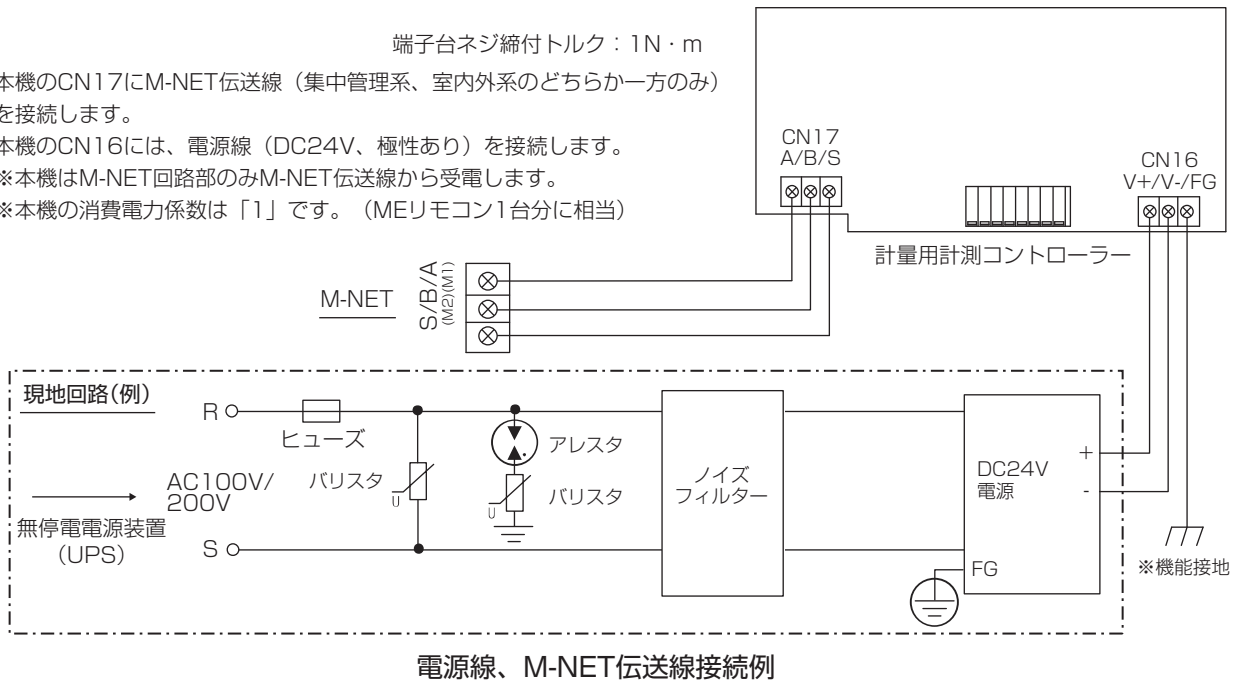 端子台ネジ締付トルク：1N・m
本機のCN17にM-NET伝送線（集中管理系、室内外系のどちらか一方のみ）
を接続します。
本機のCN16には、電源線（DC24V、極性あり）を接続します。
※本機はM-NET回路部のみM-NET伝送線から受電します。
※本機の消費電力係数は「1」です。（MEリモコン1台分に相当）
CN17
A/B/S
CN16
V+/V-/FG
計量用計測コントローラー
M-NET
S/B/A
(M2)(M1)
現地回路(例)
R
ヒューズ
アレスタ
バリスタ
U
バリスタ
U
AC100V/
200V
無停電電源装置
（UPS）
S
ノイズ
フィルター
DC24V
電源
+
-
FG
※機能接地
電源線、M-NET伝送線接続例